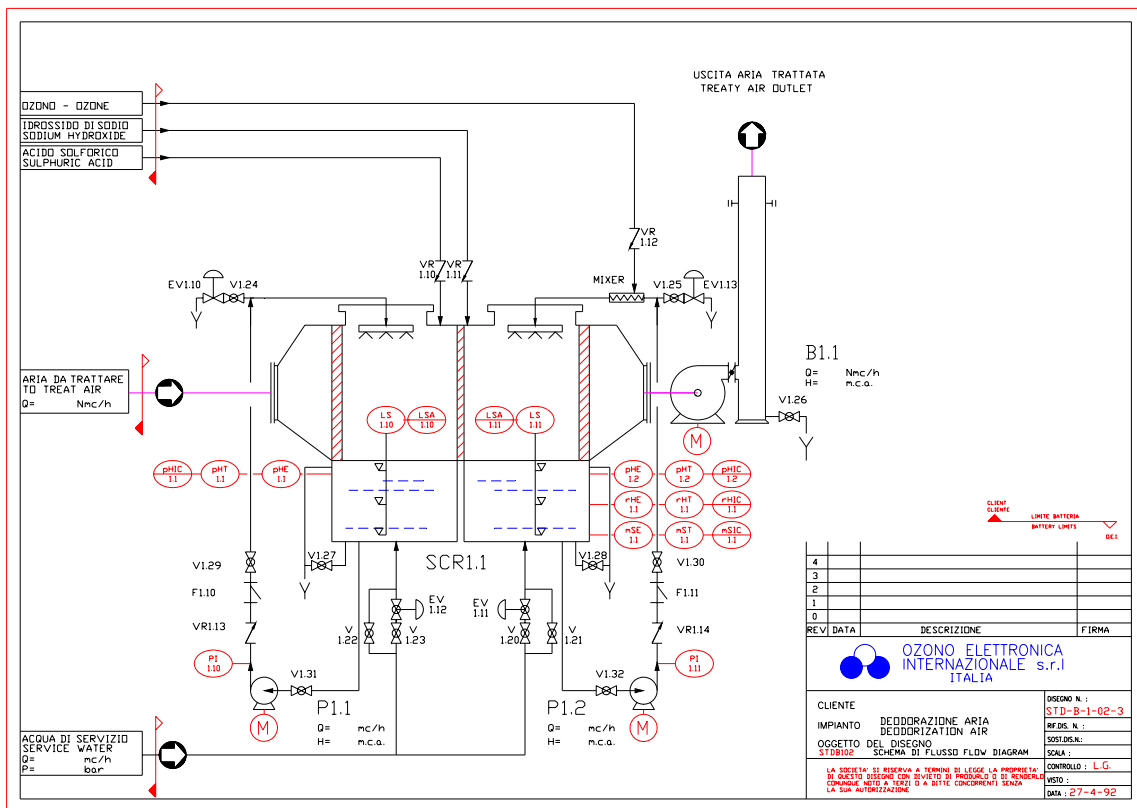 USCITA ARIA TRATTATA
TREATY AIR OUTLET
OZONO - OZONE
IDROSSIDO DI SODIO
SODIUM HYDROXIDE
ACIDO SOLFORICO
SULPHURIC ACID
VR
1.12
VR
1.10
VR
1.11
MIXER
EV1.10
V1.24
V1.25
EV1.13
ARIA DA TRATTARE
TO TREAT AIR
Q= Nmc/h
B1.1
Q= Nmc/h
H= m.c.a.
V1.26
LS
1.10
LSA
1.10
LSA
1.11
LS
1.11
M
pHIC
1.1
pHT
1.1
pHE
1.1
pHE
1.2
pHT
1.2
pHIC
1.2
rHE
1.1
rHT
1.1
rHIC
1.1
mSE
1.1
mST
1.1
mSIC
1.1
CLIENT
CLIENTE
LIMITE BATTERIA
BATTERY LIMITS
O.E.I.
V1.27
SCR1.1
V1.28
V1.29
V1.30
F1.10
F1.11
EV
1.12
EV
1.11
VR1.13
V
1.22
V
1.23
V
1.20
V
1.21
VR1.14
PI
1.10
PI
1.11
V1.31
V1.32
P1.1
Q= mc/h
H= m.c.a.
P1.2
Q= mc/h
H= m.c.a.
M
M
ACQUA DI SERVIZIO
SERVICE WATER
Q= mc/h
P= bar
4
3
2
1
0
REV DATA DESCRIZIONE FIRMA
OZONO ELETTRONICA
INTERNAZIONALE s.r.l
ITALIA
CLIENTE
IMPIANTO DEODORAZIONE ARIA
DEODORIZATION AIR
OGGETTO DEL DISEGNO
STDB102 SCHEMA DI FLUSSO FLOW DIAGRAM
LA SOCIETA' SI RISERVA A TERMINI DI LEGGE LA PROPRIETA'
DI QUESTO DISEGNO CON DIVIETO DI PRODURLO O DI RENDERLO
COMUNQUE NOTO A TERZI O A DITTE CONCORRENTI SENZA
LA SUA AUTORIZZAZIONE
DISEGNO N. :
STD-B-1-02-3
RIF.DIS. N. :
SOST.DIS.N.:
SCALA :
CONTROLLO : L.G.
VISTO :
DATA : 27-4-92